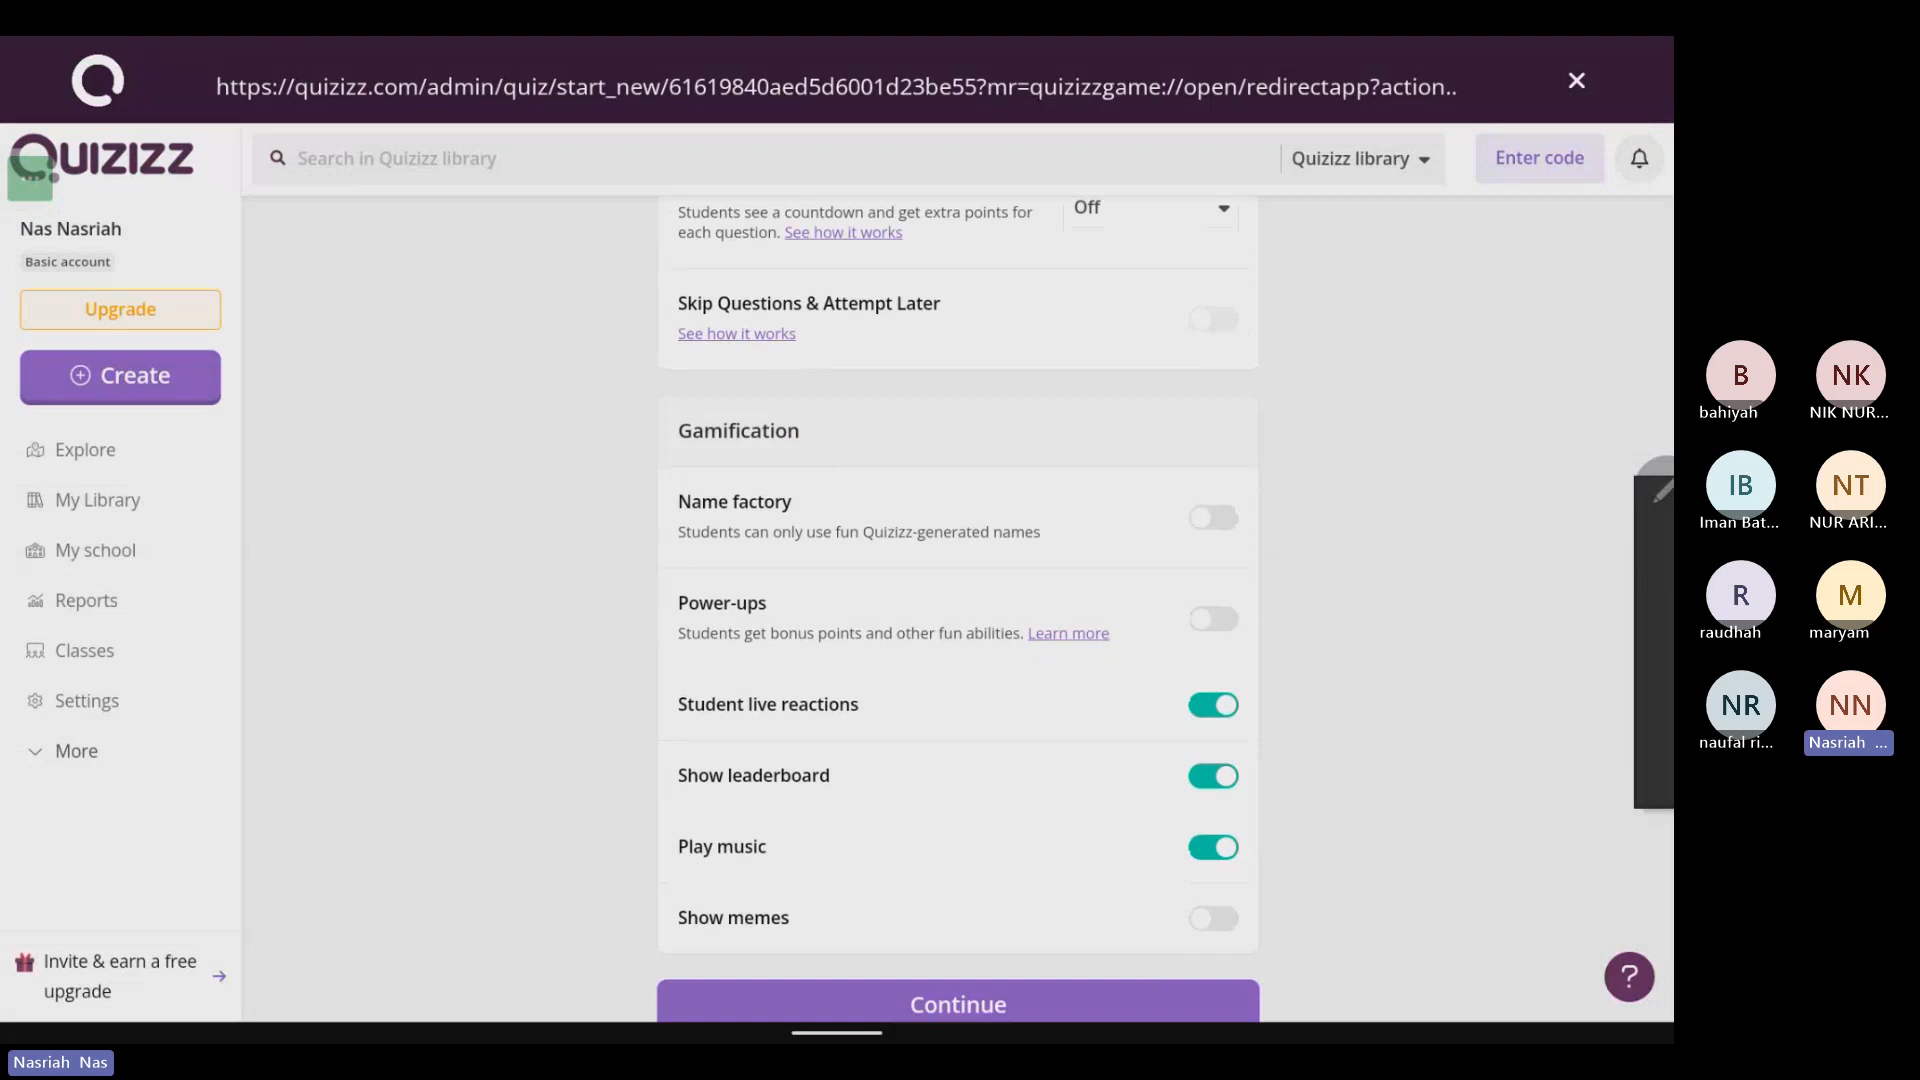 https://quizizz.com/admin/quiz/start_new/61619840aed5d6001d23be55?mr=quizizzgame://open/redirectapp?action..
QUIZIZZ
Search in Quizizz library
Quizizz library
Enter code
Nas Nasriah
Basic account
Upgrade
Create
Explore
My Library
My school
Reports
Classes
Settings
More
Invite & earn a free
upgrade
Students see a countdown and get extra points for
each question. See how it works
Off
Skip Questions & Attempt Later
See how it works
Gamification
Name factory
Students can only use fun Quizizz-generated names
Power-ups
Students get bonus points and other fun abilities. Learn more
Student live reactions
Show leaderboard
Play music
Show memes
Continue
?
B
bahiyah
NK
NIK NUR...
IB
Iman Bat...
NT
NUR ARI...
R
raudhah
M
maryam
NR
naufal ri...
NN
Nasriah ...
Nasriah Nas